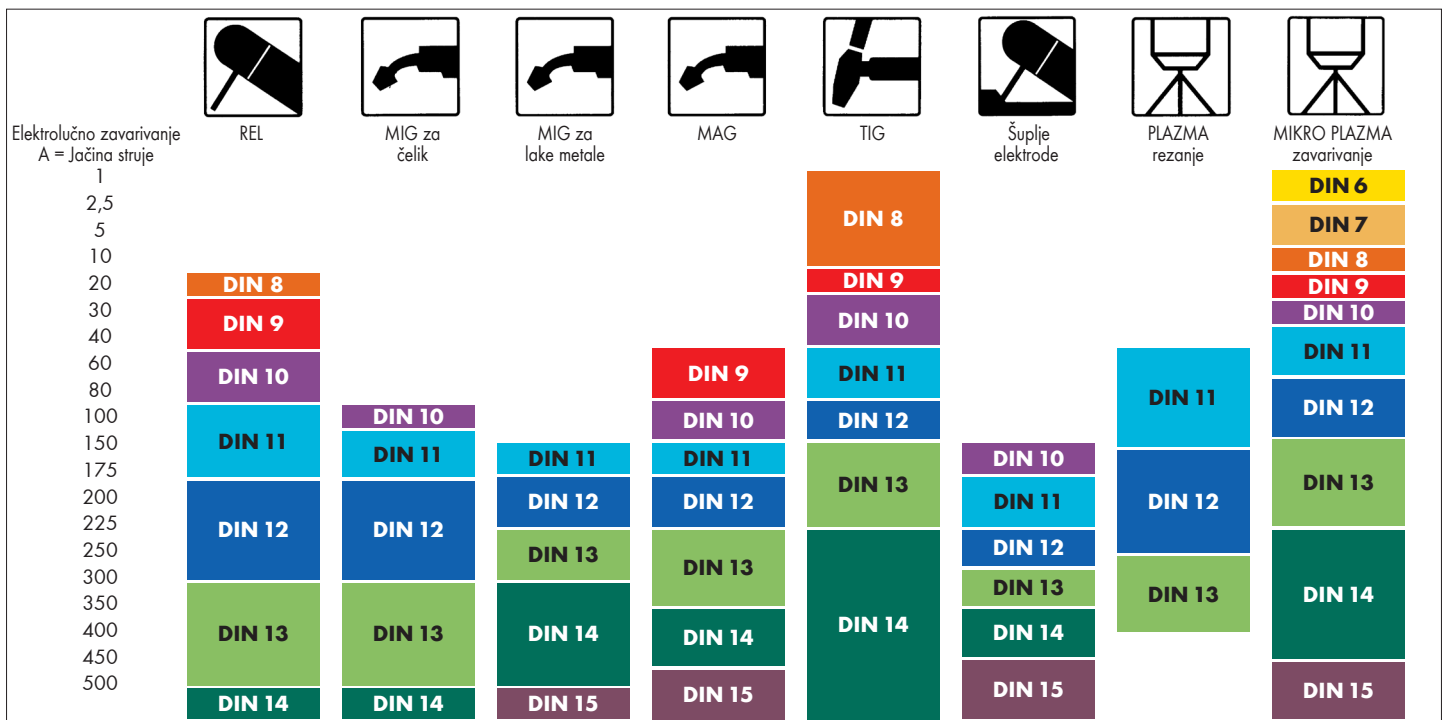 Elektrolučno zavarivanje
A = Jačina struje
REL
MIG za
čelik
MIG za
lake metale
MAG
TIG
Šuplje
elektrode
PLAZMA
rezanje
MIKRO PLAZMA
zavarivanje
1
2,5
5
10
20
30
40
60
80
100
150
175
200
225
250
300
350
400
450
500
DIN 8
DIN 9
DIN 10
DIN 11
DIN 12
DIN 13
DIN 14
DIN 10
DIN 11
DIN 12
DIN 13
DIN 14
DIN 11
DIN 12
DIN 13
DIN 14
DIN 15
DIN 9
DIN 10
DIN 11
DIN 12
DIN 13
DIN 14
DIN 15
DIN 8
DIN 9
DIN 10
DIN 11
DIN 12
DIN 13
DIN 14
DIN 10
DIN 11
DIN 12
DIN 13
DIN 14
DIN 15
DIN 11
DIN 12
DIN 13
DIN 6
DIN 7
DIN 8
DIN 9
DIN 10
DIN 11
DIN 12
DIN 13
DIN 14
DIN 15